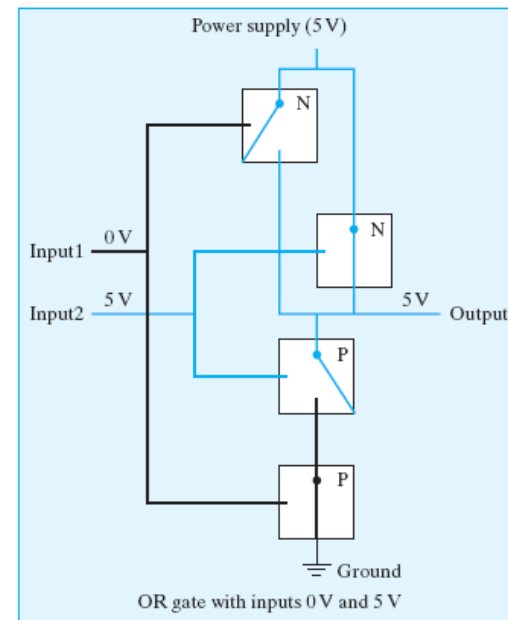 Power supply (5 V)
N
N
0 V
Input1
5 V
Input2
5 V
Output
P
P
Ground
OR gate with inputs 0 V and 5 V